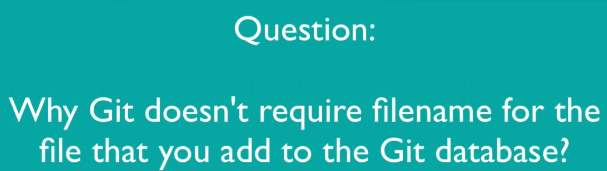 Question:
Why Git doesn't require filename for the
file that you add to the Git database?